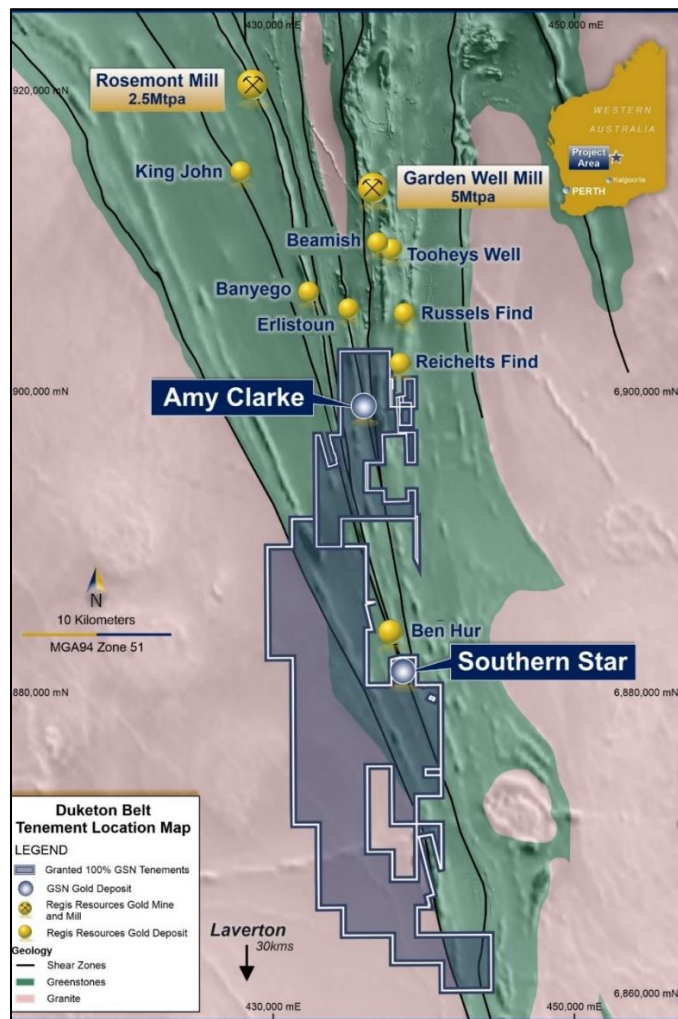 430,000 mE
450,000 mE
920,000 mN
Rosemont Mill
2.5Mtpa
WESTERN
AUSTRALIA
Project
Area
Kalgoorlie
PERTH
King John
Garden Well Mill
5Mtpa
Beamish
Tooheys Well
Banyego
Erlistoun
Russels Find
Reichelts Find
900,000 mN
6,900,000 mN
Amy Clarke
N
10 Kilometers
MGA94 Zone 51
Ben Hur
Southern Star
880,000 mN
6,880,000 mN
Duketon Belt
Tenement Location Map
LEGEND
Granted 100% GSN Tenements
GSN Gold Deposit
Regis Resources Gold Mine
and Mill
Regis Resources Gold Deposit
Geology
Shear Zones
Greenstones
Granite
Laverton
30kms
430,000 mE
450,000 mE
6,860,000 mN